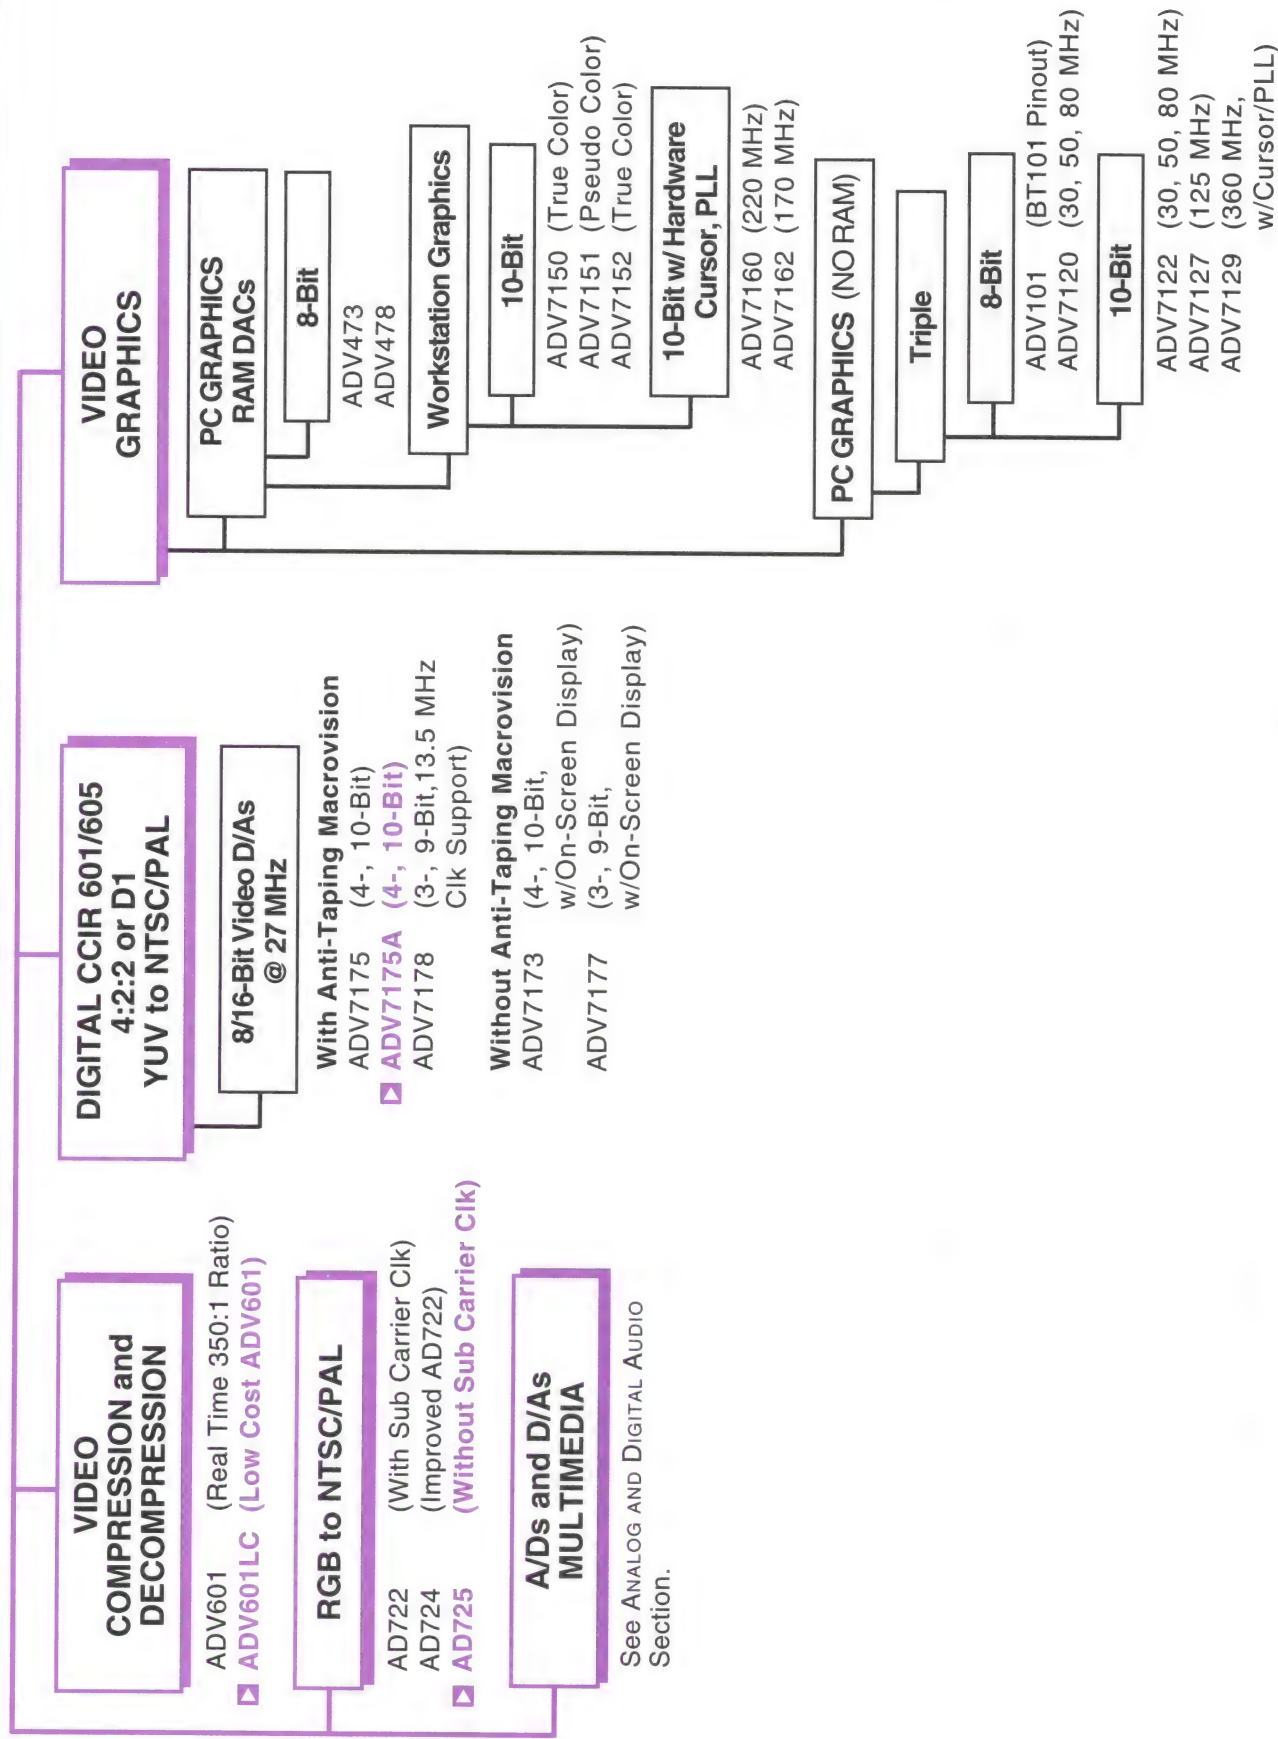 VIDEO
COMPRESSION and
DECOMPRESSION
ADV601 (Real Time 350:1 Ratio)
ADV601LC (Low Cost ADV601)
RGB to NTSC/PAL
AD722 (With Sub Carrier Clk)
AD724 (Improved AD722)
AD725 (Without Sub Carrier Clk)
A/Ds and D/As
MULTIMEDIA
SEE ANALOG AND DIGITAL AUDIO
Section.
DIGITAL CCIR 601/605
4:2:2 or D1
YUV to NTSC/PAL
8/16-Bit Video D/As
@ 27 MHz
With Anti-Taping Macrovision
ADV7175 (4-, 10-Bit)
ADV7175A (4-, 10-Bit)
ADV7178 (3-, 9-Bit,13.5 MHz
Clk Support)
Without Anti-Taping Macrovision
ADV7173 (4-, 10-Bit,
w/On-Screen Display)
ADV7177 (3-, 9-Bit,
w/On-Screen Display)
VIDEO
GRAPHICS
PC GRAPHICS
RAM DACs
8-Bit
ADV473
ADV478
Workstation Graphics
10-Bit
ADV7150 (True Color)
ADV7151 (Pseudo Color)
ADV7152 (True Color)
10-Bit w/ Hardware
Cursor, PLL
ADV7160 (220 MHz)
ADV7162 (170 MHz)
PC GRAPHICS (NO RAM)
Triple
8-Bit
ADV101 (BT101 Pinout)
ADV7120 (30, 50, 80 MHz)
10-Bit
ADV7122 (30, 50, 80 MHz)
ADV7127 (125 MHz)
ADV7129 (360 MHz,
w/Cursor/PLL)